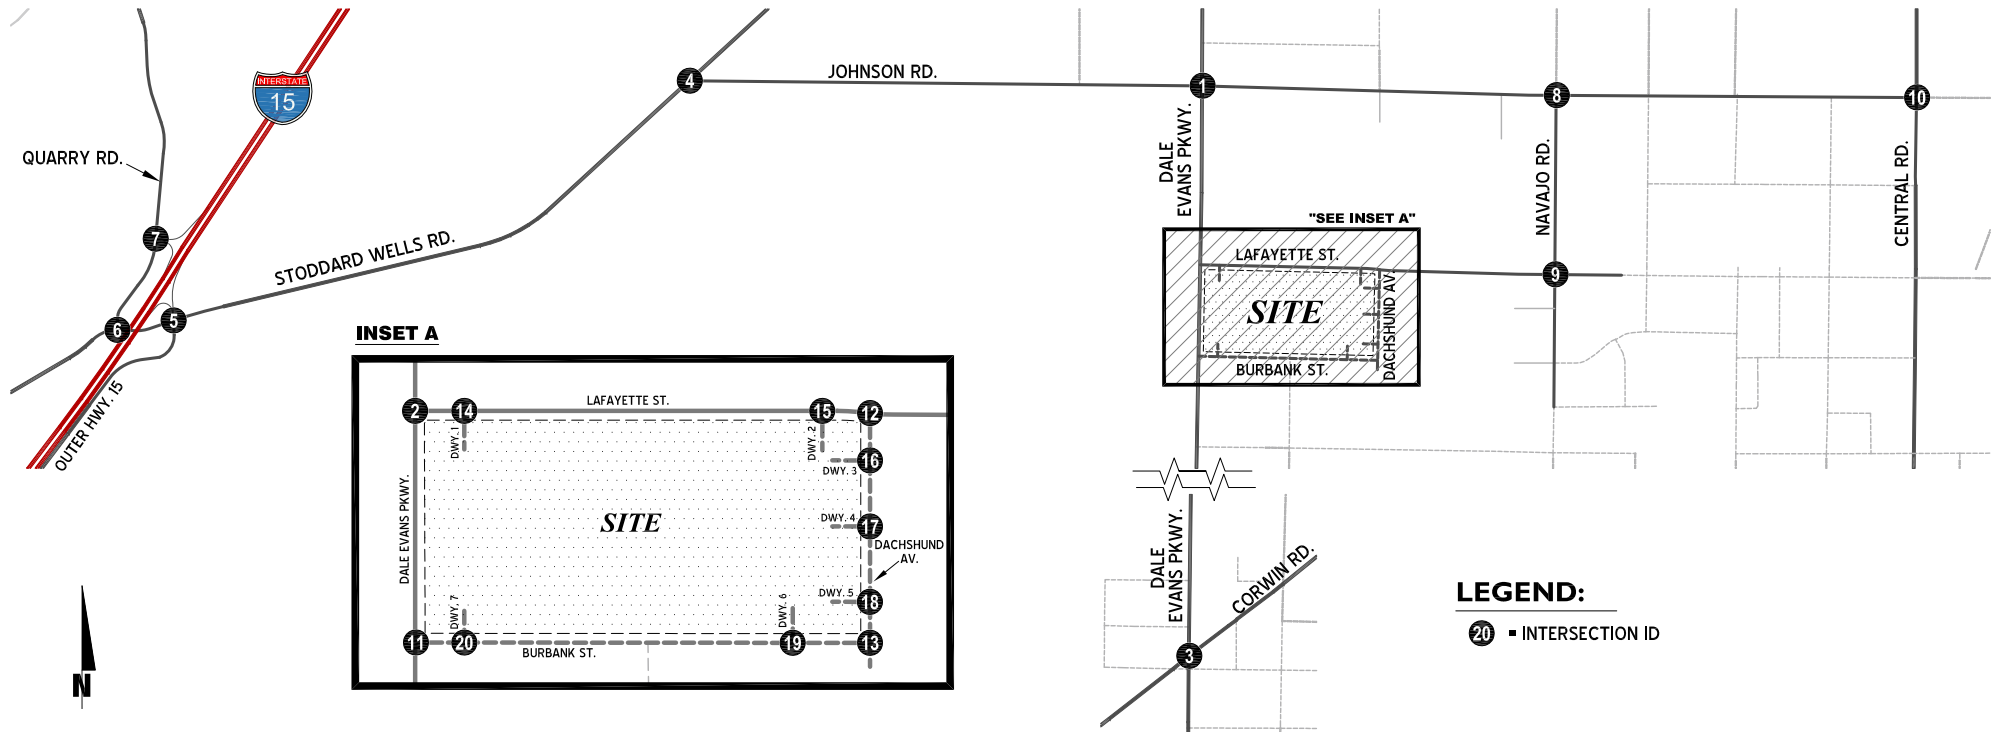 JOHNSON RD.
4
1
8
10
INTERSTATE
15
QUARRY RD.
DALE
EVANS PKWY.
NAVAJO RD.
CENTRAL RD.
7
STODDARD WELLS RD.
"SEE INSET A"
LAFAYETTE ST.
9
SITE
DACHSHUND AV.
BURBANK ST.
6
5
OUTER HWY. 15
INSET A
2
14
LAFAYETTE ST.
15
12
DWY. 1
DWY. 2
16
DWY. 3
DALE EVANS PKWY.
SITE
DWY. 4
17
DACHSHUND
AV.
DWY. 5
18
DWY. 7
DWY. 6
11
20
BURBANK ST.
19
13
DALE
EVANS PKWY.
CORWIN RD.
3
LEGEND:
20 = INTERSECTION ID
N